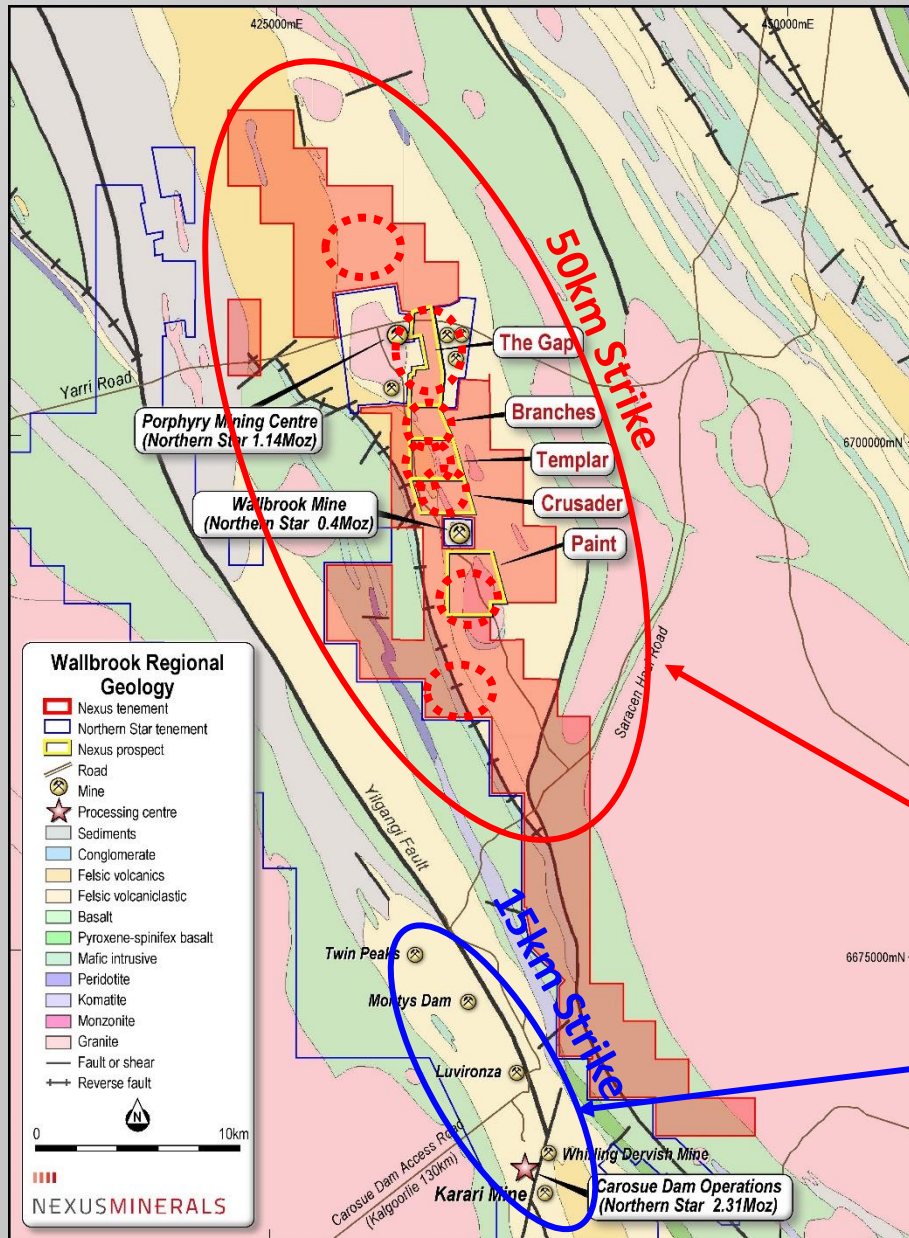 425000mE
450000mE
50km Strike
The Gap
Yarri Road
Branches
Porphyry Mining Centre
(Northern Star 1.14Moz)
6700000mN
Templar
Crusader
Wallbrook Mine
(Northern Star 0.4Moz)
Paint
Saracen Haul Road
Wallbrook Regional
Geology
Nexus tenement
Northern Star tenement
Nexus prospect
Road
Mine
Processing centre
Sediments
Conglomerate
Felsic volcanics
Felsic volcaniclastic
Basalt
Pyroxene-spinifex basalt
Mafic intrusive
Peridotite
Komatite
Monzonite
Granite
Fault or shear
Reverse fault
N
0 10km
NEXUSMINERALS
Yilgangi Fault
15km Strike
Twin Peaks
6675000mN
Montys Dam
Luvironza
Carosue Dam Access Road
(Kalgoorlie 130km)
Whirling Dervish Mine
Karari Mine
Carosue Dam Operations
(Northern Star 2.31Moz)